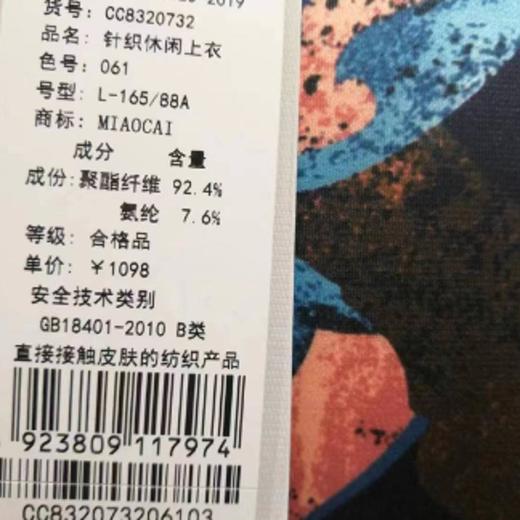 货号: CC8320732
品名: 针织休闲上衣
色号: 061
号型: L-165/88A
商标: MIAOCAI
成分 含量
成份:聚酯纤维 92.4%
氨纶 7.6%
等级: 合格品
单价: ￥1098
安全技术类别
GB18401-2010 B类
直接接触皮肤的纺织产品
923809 117974
CC832073206103